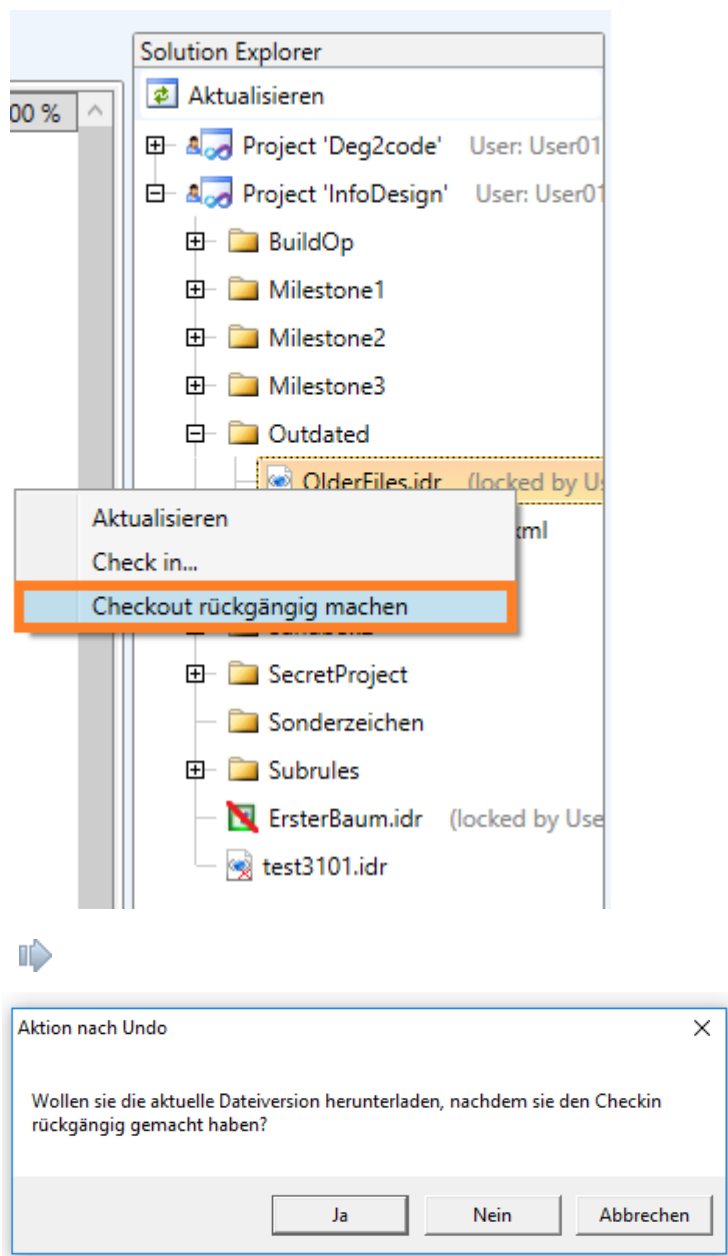 Solution Explorer
Aktualisieren
00 %
Project 'Deg2code' User: User01
Project 'InfoDesign' User: User01
BuildOp
Milestone1
Milestone2
Milestone3
Outdated
OlderFiles.idr (locked by Us
Aktualisieren
xml
Check in...
Checkout rückgängig machen
SecretProject
Sonderzeichen
Subrules
ErsterBaum.idr (locked by Use
test3101.idr
Aktion nach Undo
Wollen sie die aktuelle Dateiversion herunterladen, nachdem sie den Checkin
rückgängig gemacht haben?
Ja Nein Abbrechen